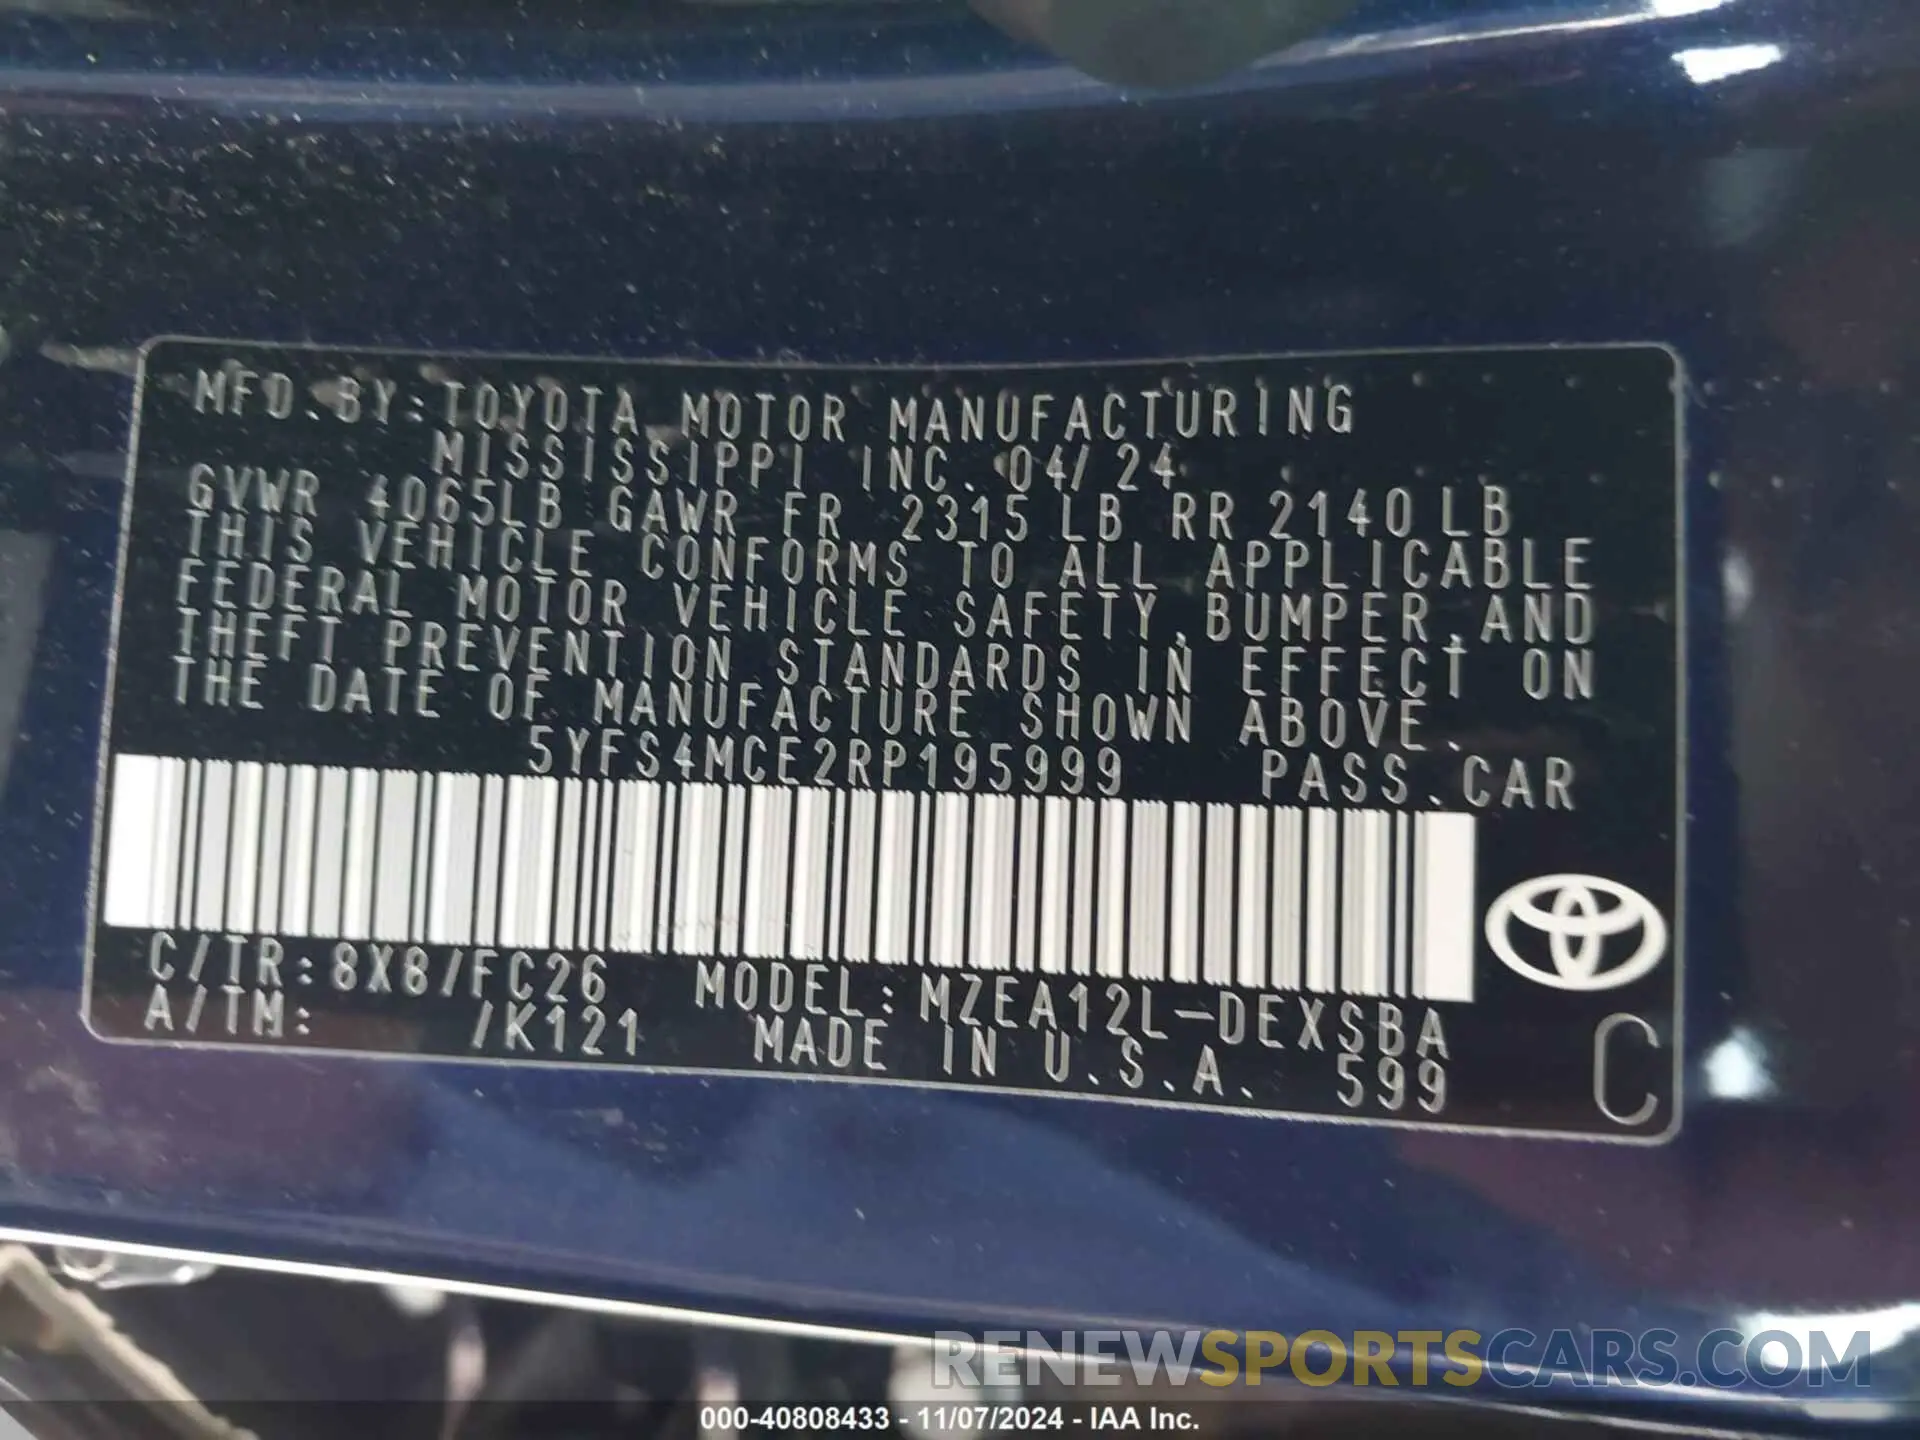 MFD.BY:TOYOTA MOTOR MANUFACTURING
MISSISSIPPI INC. 04/24
GVWR 4065LB GAWR FR 2315LB RR 2140LB
THIS VEHICLE CONFORMS TO ALL APPLICABLE
FEDERAL MOTOR VEHICLE SAFETY,BUMPER,AND
THEFT PREVENTION STANDARDS IN EFFECT ON
THE DATE OF MANUFACTURE SHOWN ABOVE.
5YFS4MCE2RP195999 PASS.CAR
C/TR:8X8/FC26 MODEL:MZEA12L-DEXSBA
A/TM: /K121 MADE IN U.S.A. 599
C
RENEWSPORTSCARS.COM
000-40808433 - 11/07/2024 - IAA Inc.